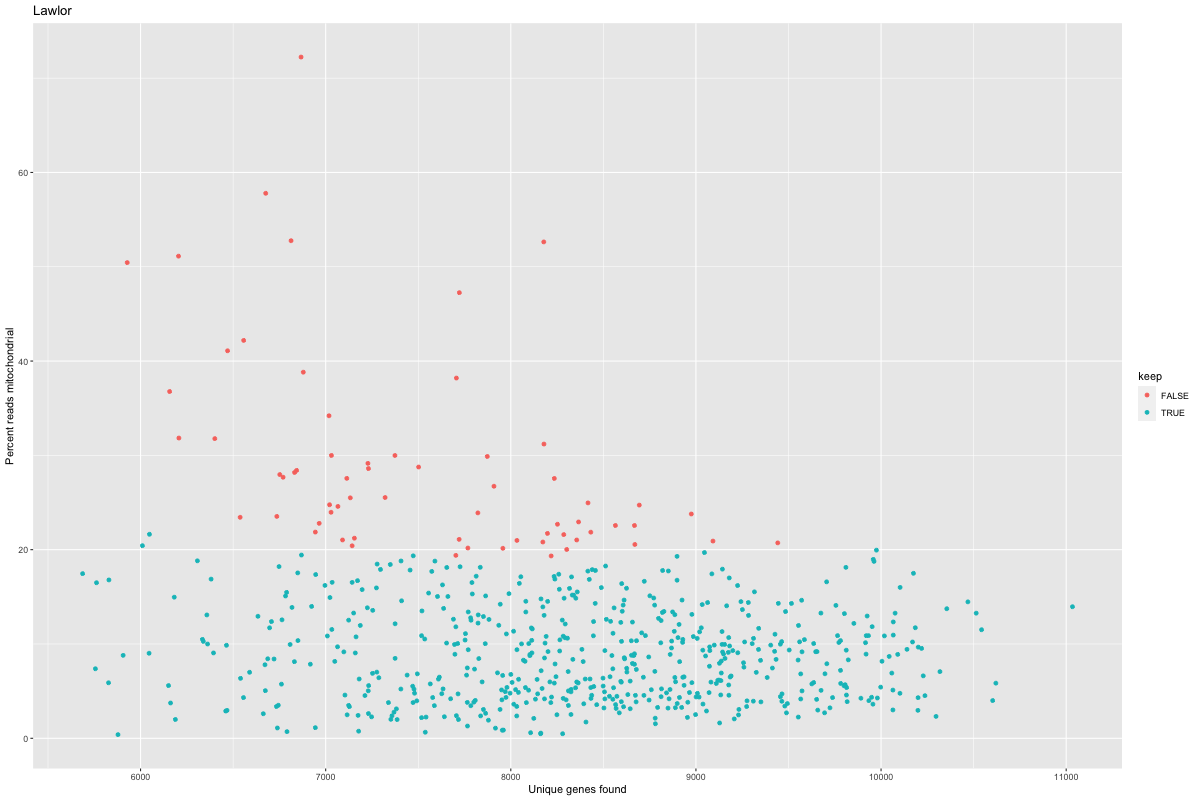 Lawlor
Percent reads mitochondrial
60
40
20
0
6000 7000 8000 9000 10000 11000
Unique genes found
keep
FALSE
TRUE